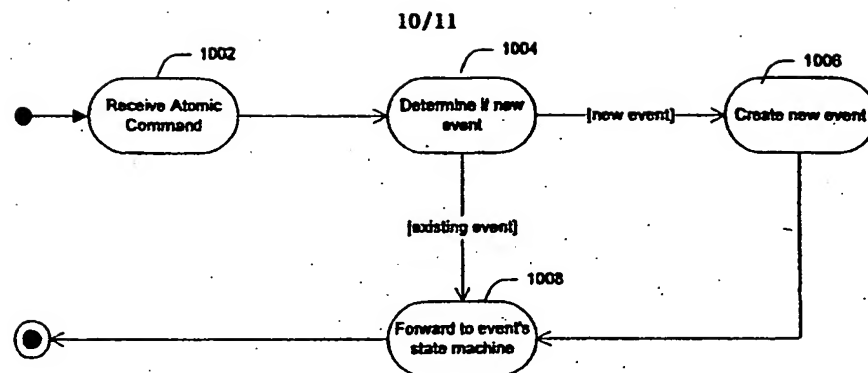 10/11
1002
1004
1006
Receive Atomic
Command
Determine if new
event
[new event]
Create new event
[existing event]
1008
Forward to event's
state machine